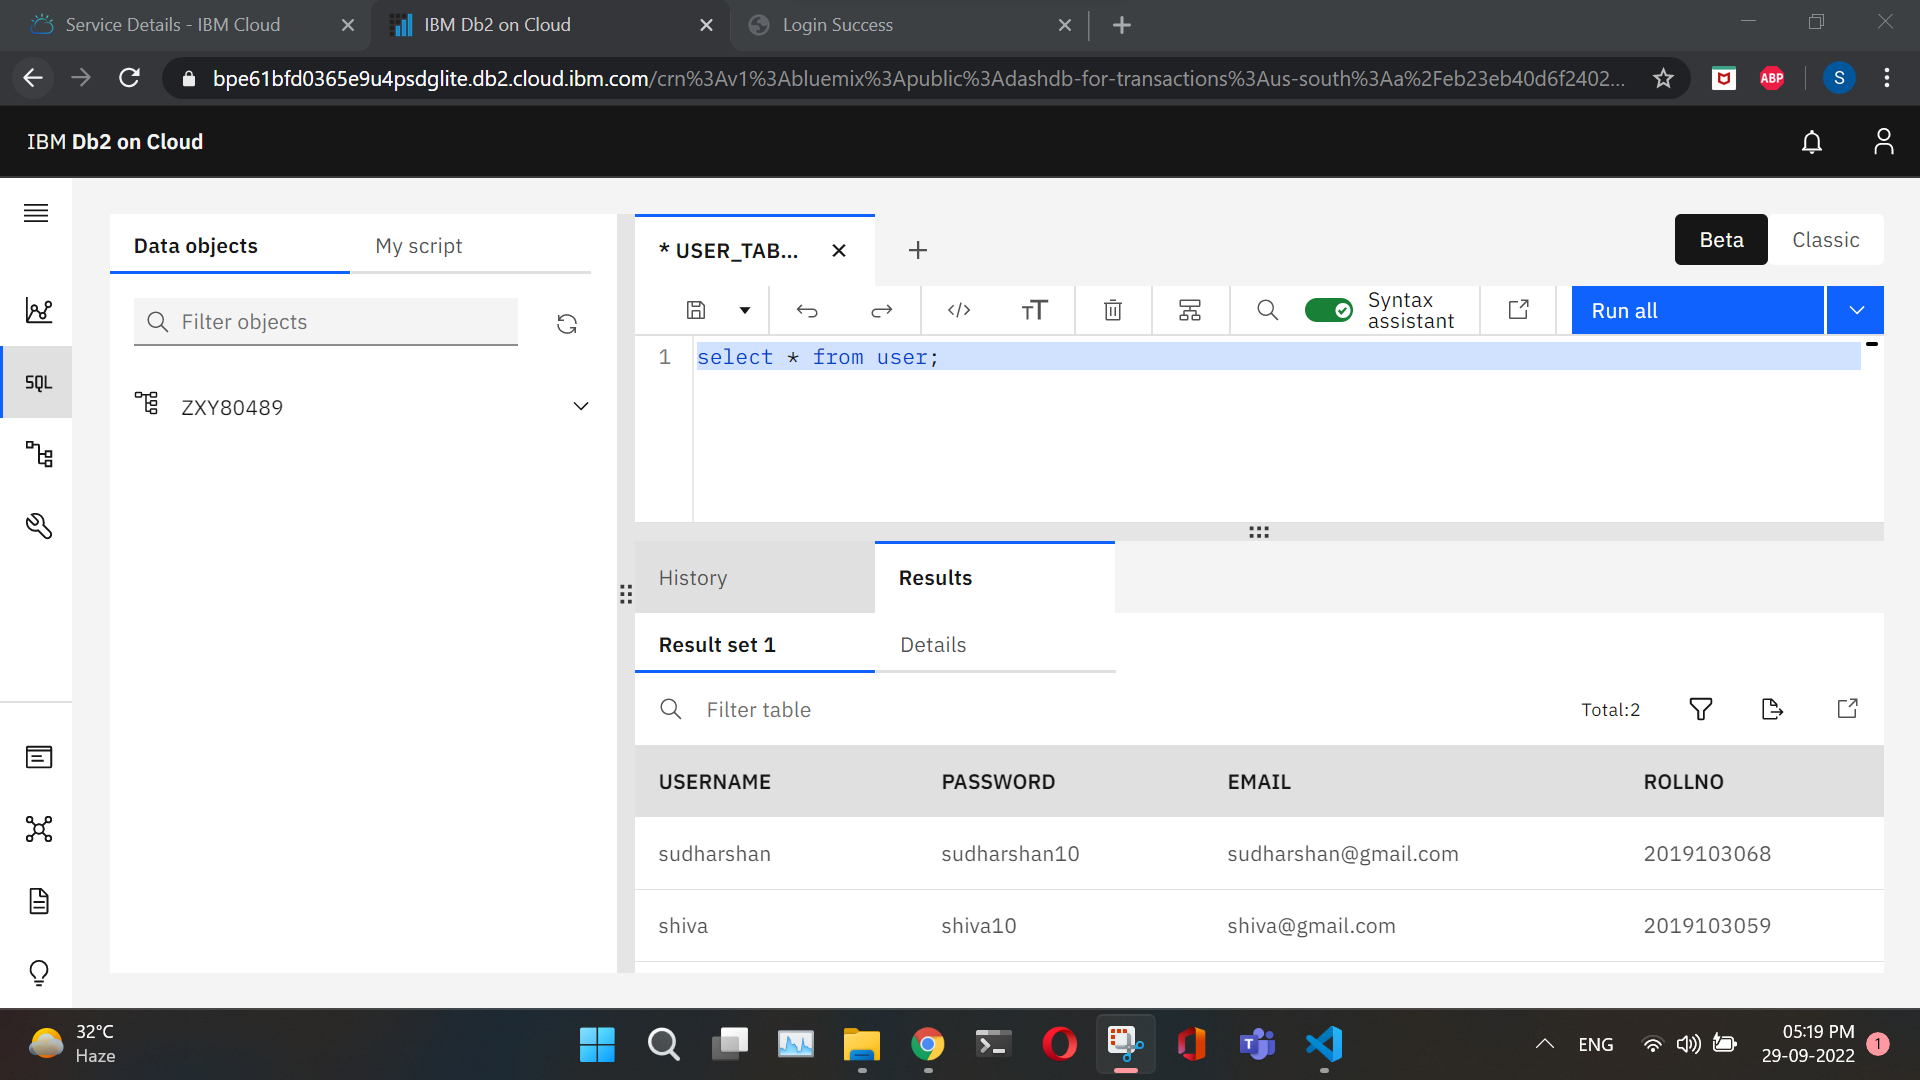 Service Details - IBM Cloud
IBM Db2 on Cloud
Login Success
bpe61bfd0365e9u4psdglite.db2.cloud.ibm.com/crn%3Av1%3Abluemix%3Apublic%3Adashdb-for-transactions%3Aus-south%3Aa%2Feb23eb40d6f2402...
ABP
S
IBM Db2 on Cloud
Data objects
My script
* USER_TAB...
Beta
Classic
Filter objects
Syntax
assistant
Run all
SQL
ZXY80489
1
select * from user;
History
Results
Result set 1
Details
Filter table
Total:2
USERNAME PASSWORD EMAIL ROLLNO
sudharshan sudharshan10 sudharshan@gmail.com 2019103068
shiva shiva10 shiva@gmail.com 2019103059
32°C
Haze
ENG
05:19 PM
29-09-2022
1